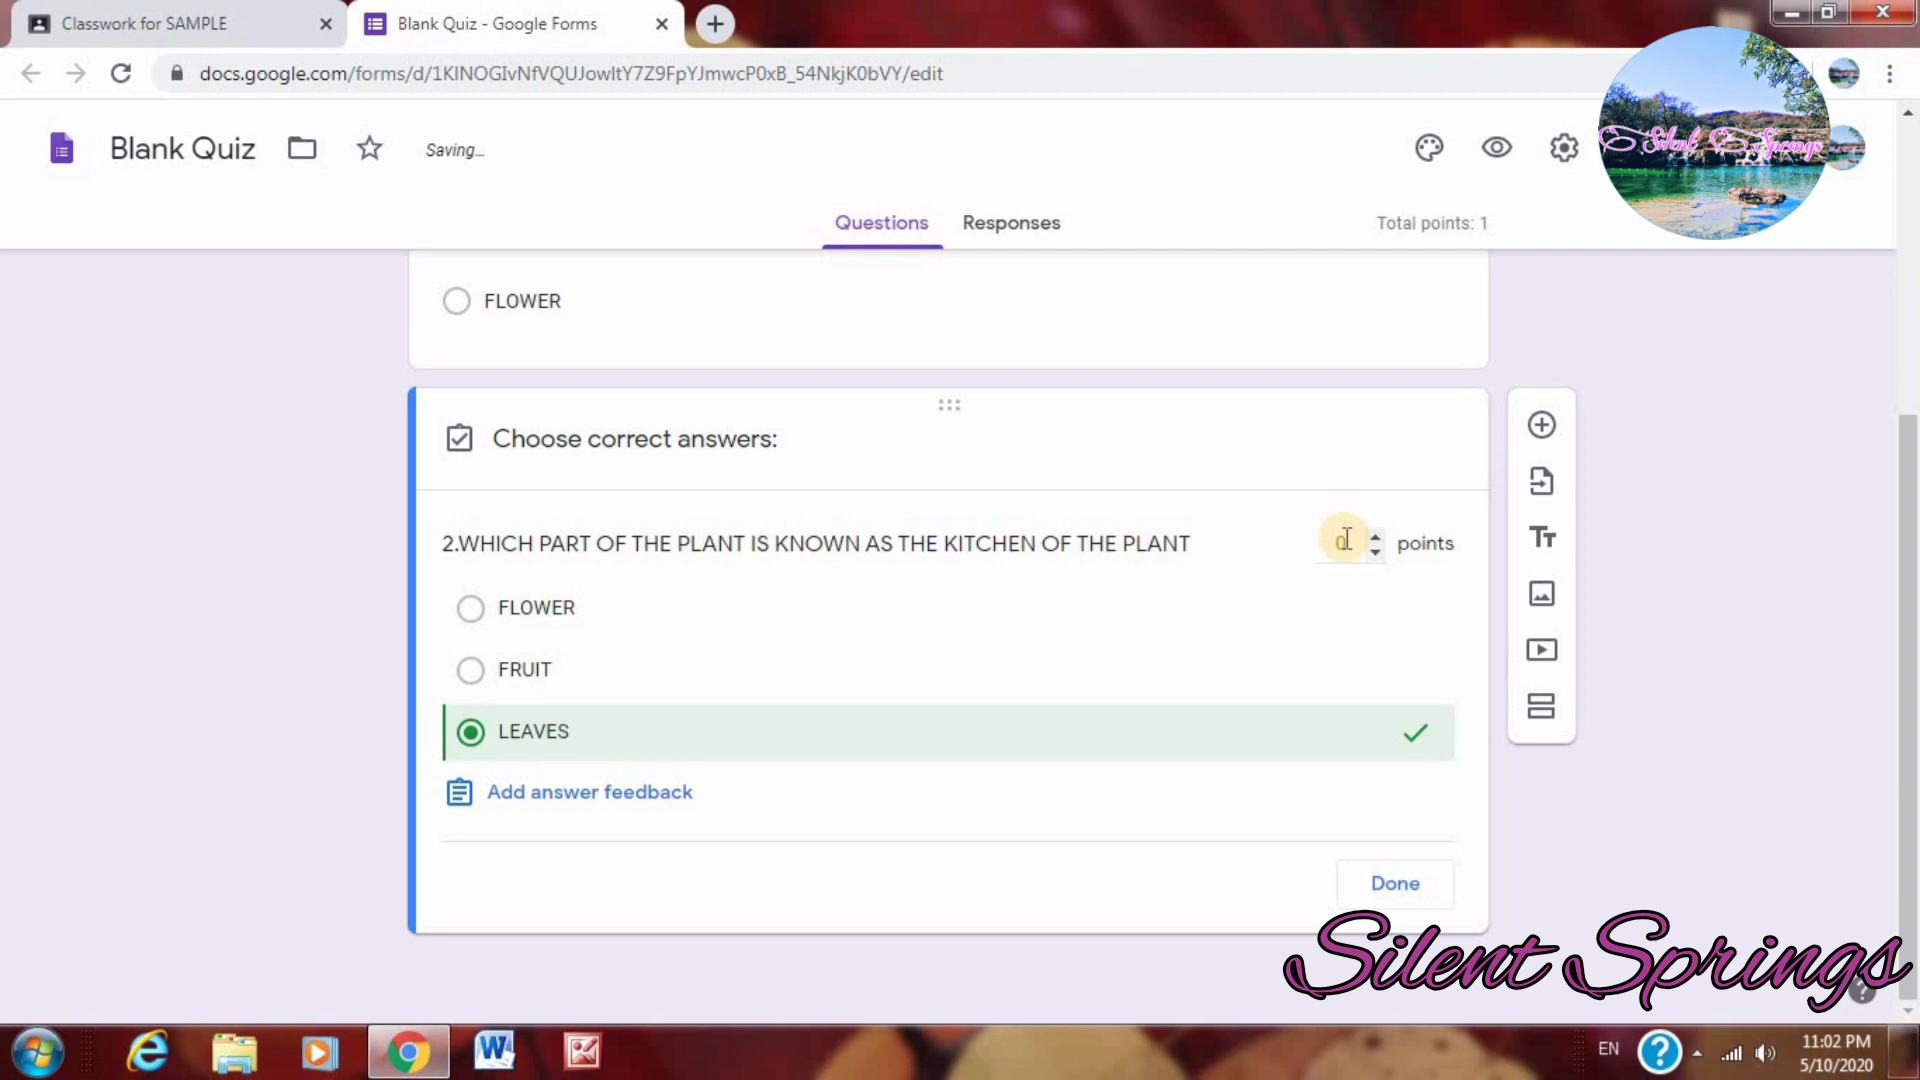 Classwork for SAMPLE
Blank Quiz - Google Forms
docs.google.com/forms/d/1KlNOGIvNfVQUJowItY7Z9FpYJmwcP0xB_54NkjK0bVY/edit
Blank Quiz
Saving...
Silent Springs
Questions
Responses
Total points: 1
FLOWER
Choose correct answers:
2.WHICH PART OF THE PLANT IS KNOWN AS THE KITCHEN OF THE PLANT
0 points
FLOWER
FRUIT
LEAVES
Add answer feedback
Done
Silent Springs
EN
11:02 PM
5/10/2020